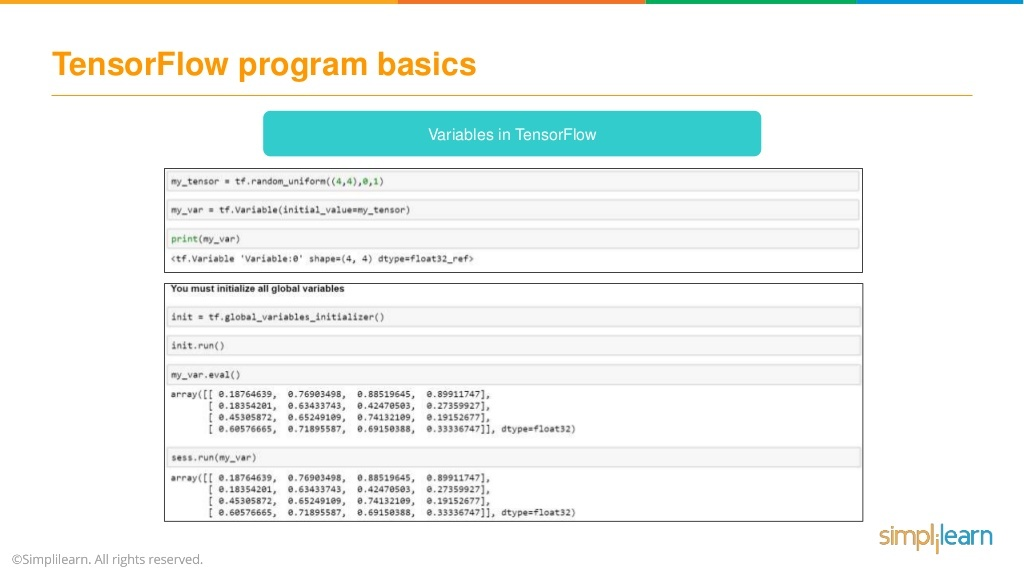 TensorFlow program basics
Variables in TensorFlow
my_tensor = tf.random_uniform((4,4),0,1)
my_var = tf.Variable(initial_value=my_tensor)
print(my_var)
<tf.Variable 'Variable:0' shape=(4, 4) dtype=float32_ref>
You must initialize all global variables
init = tf.global_variables_initializer()
init.run()
my_var.eval()
array([[ 0.18764639, 0.76903498, 0.88519645, 0.89911747],
[ 0.18354201, 0.63433743, 0.42470503, 0.27359927],
[ 0.45305872, 0.65249109, 0.74132109, 0.19152677],
[ 0.60576665, 0.71895587, 0.69150388, 0.33336747]], dtype=float32)
sess.run(my_var)
array([[ 0.18764639, 0.76903498, 0.88519645, 0.89911747],
[ 0.18354201, 0.63433743, 0.42470503, 0.27359927],
[ 0.45305872, 0.65249109, 0.74132109, 0.19152677],
[ 0.60576665, 0.71895587, 0.69150388, 0.33336747]], dtype=float32)
simplilearn
©Simplilearn. All rights reserved.